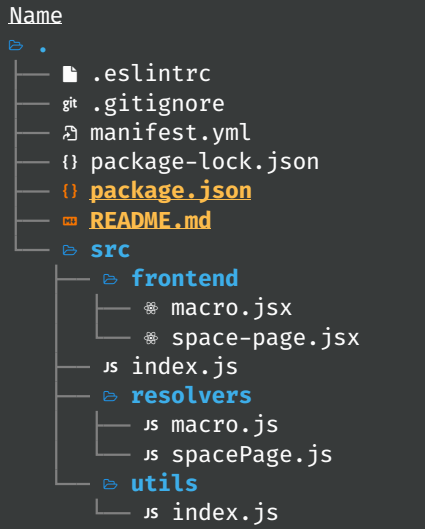 Name
.
.eslintrc
git .gitignore
manifest.yml
{} package-lock.json
{} package.json
README.md
src
frontend
macro.jsx
space-page.jsx
JS index.js
resolvers
JS macro.js
JS spacePage.js
utils
JS index.js